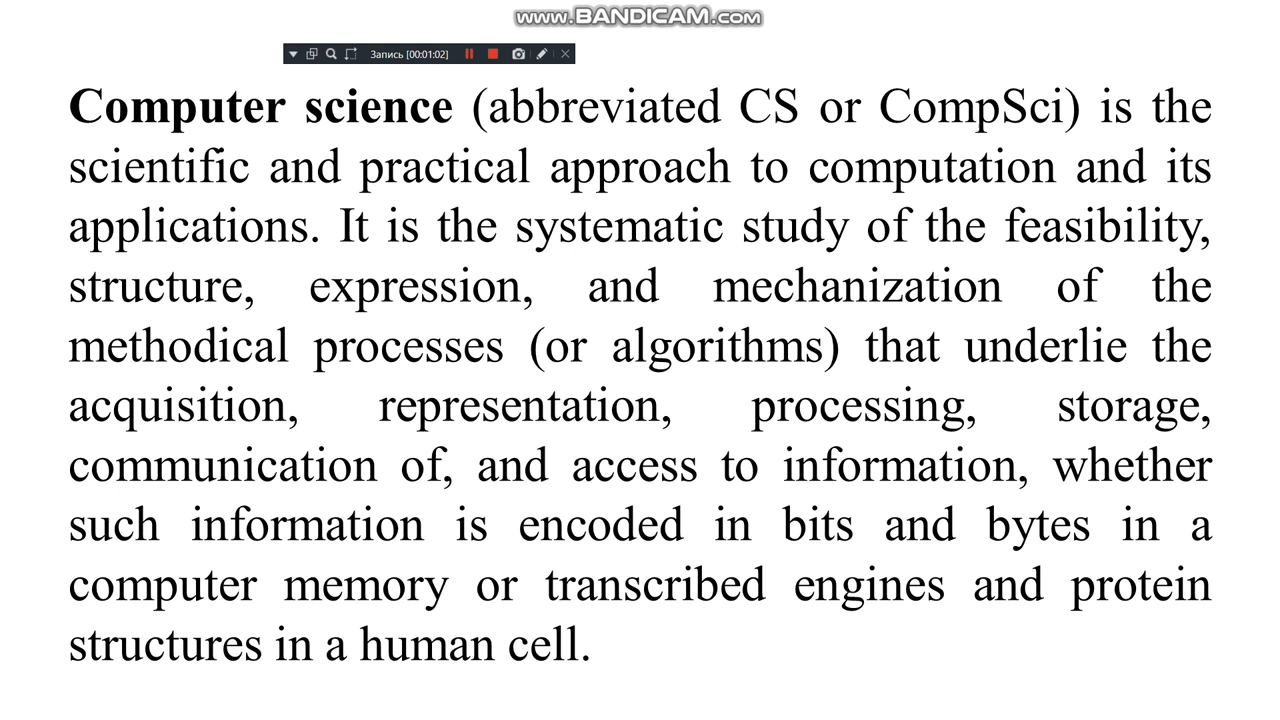 www.BANDICAM.com
Запись [00:01:02]
Computer science (abbreviated CS or CompSci) is the
scientific and practical approach to computation and its
applications. It is the systematic study of the feasibility,
structure, expression, and mechanization of the
methodical processes (or algorithms) that underlie the
acquisition, representation, processing, storage,
communication of, and access to information, whether
such information is encoded in bits and bytes in a
computer memory or transcribed engines and protein
structures in a human cell.